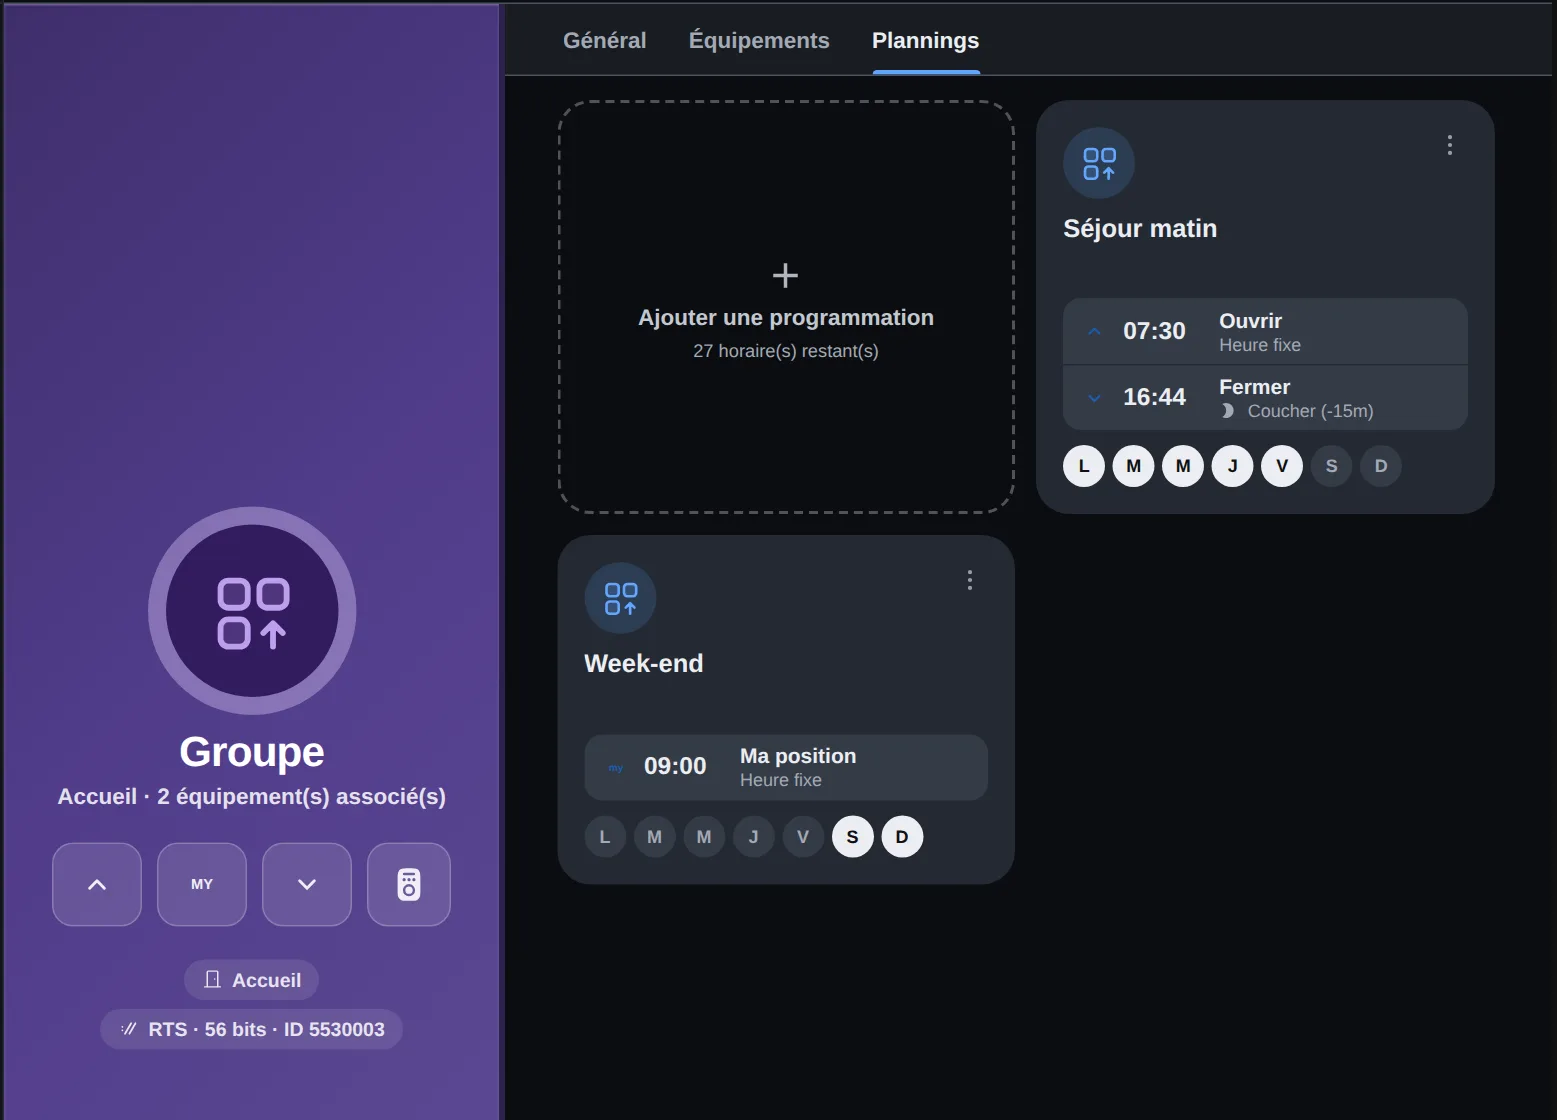 Général
Équipements
Plannings
Ajouter une programmation
27 horaire(s) restant(s)
Séjour matin
07:30
Ouvrir
Heure fixe
16:44
Fermer
Coucher (-15m)
L M M J V S D
Week-end
my
09:00
Ma position
Heure fixe
L M M J V S D
Groupe
Accueil · 2 équipement(s) associé(s)
MY
Accueil
RTS · 56 bits · ID 5530003